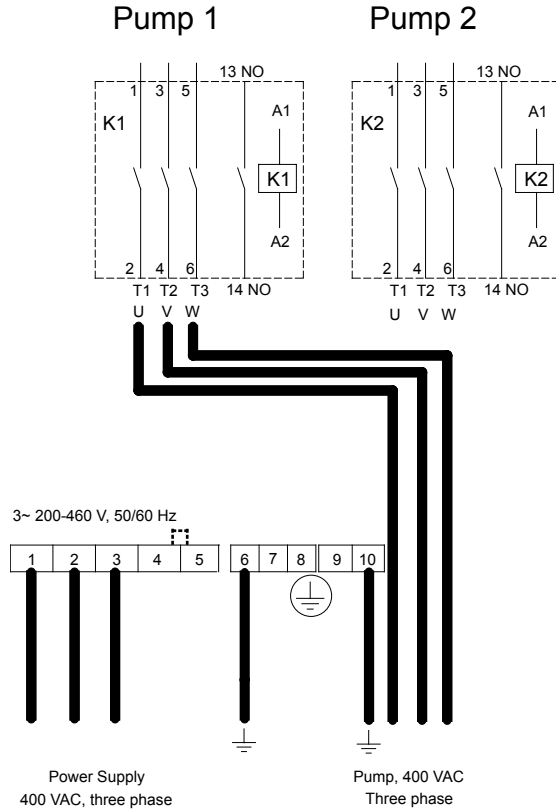 Pump 1 Pump 2
13 NO 13 NO
1 3 5 1 3 5
K1 A1 K2 A1
K1 K2
A2 A2
2 4 6 2 4 6
T1 T2 T3 14 NO T1 T2 T3 14 NO
U V W U V W
3~ 200-460 V, 50/60 Hz
1 2 3 4 5 6 7 8 9 10
Power Supply Pump, 400 VAC
400 VAC, three phase Three phase